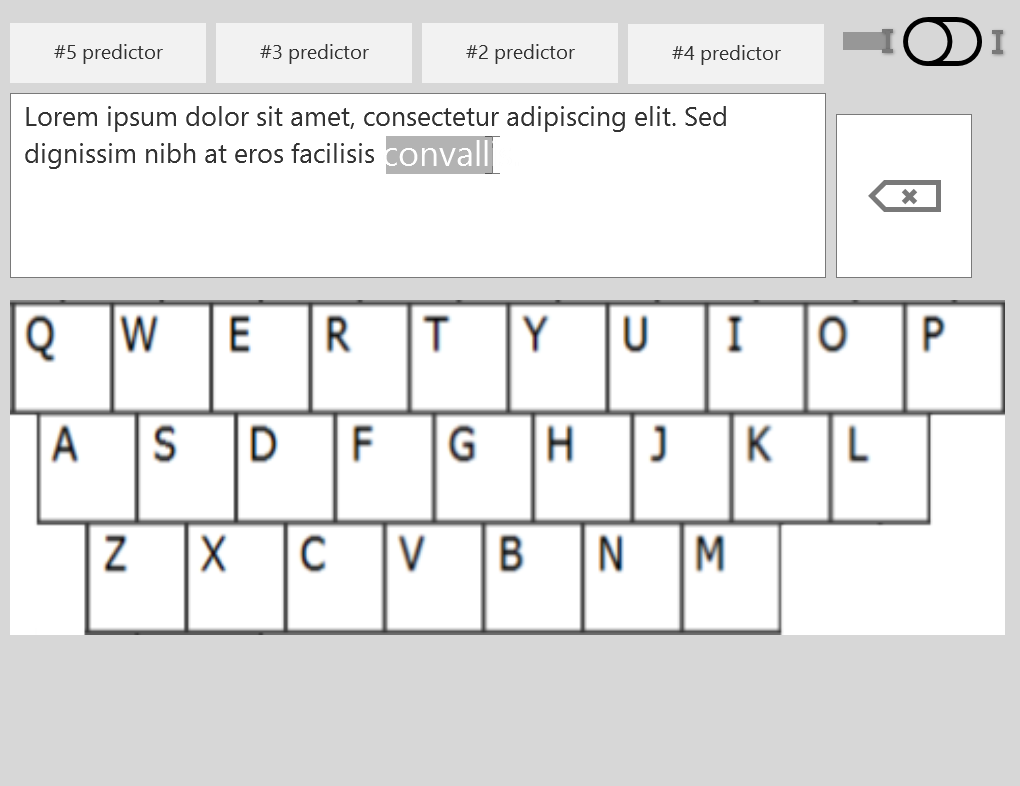 #5 predictor #3 predictor #2 predictor #4 predictor
Lorem ipsum dolor sit amet, consectetur adipiscing elit. Sed
dignissim nibh at eros facilisis convalli
Q W E R T Y U I O P
A S D F G H J K L
Z X C V B N M